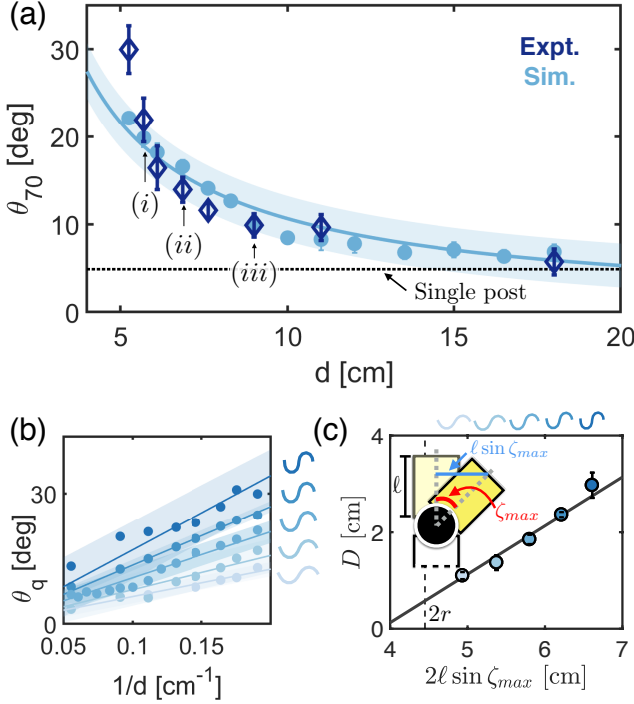 (a)
30
20
10
0
θ70 [deg]
Expt.
Sim.
(i)
(ii)
(iii)
Single post
5
10
15
20
d [cm]
(b)
30
0
θq [deg]
0.05
0.1
0.15
1/d [cm-1]
(c)
4
2
0
D [cm]
ℓ
ℓ sin ζmax
ζmax
2r
4
5
6
7
2ℓ sin ζmax [cm]